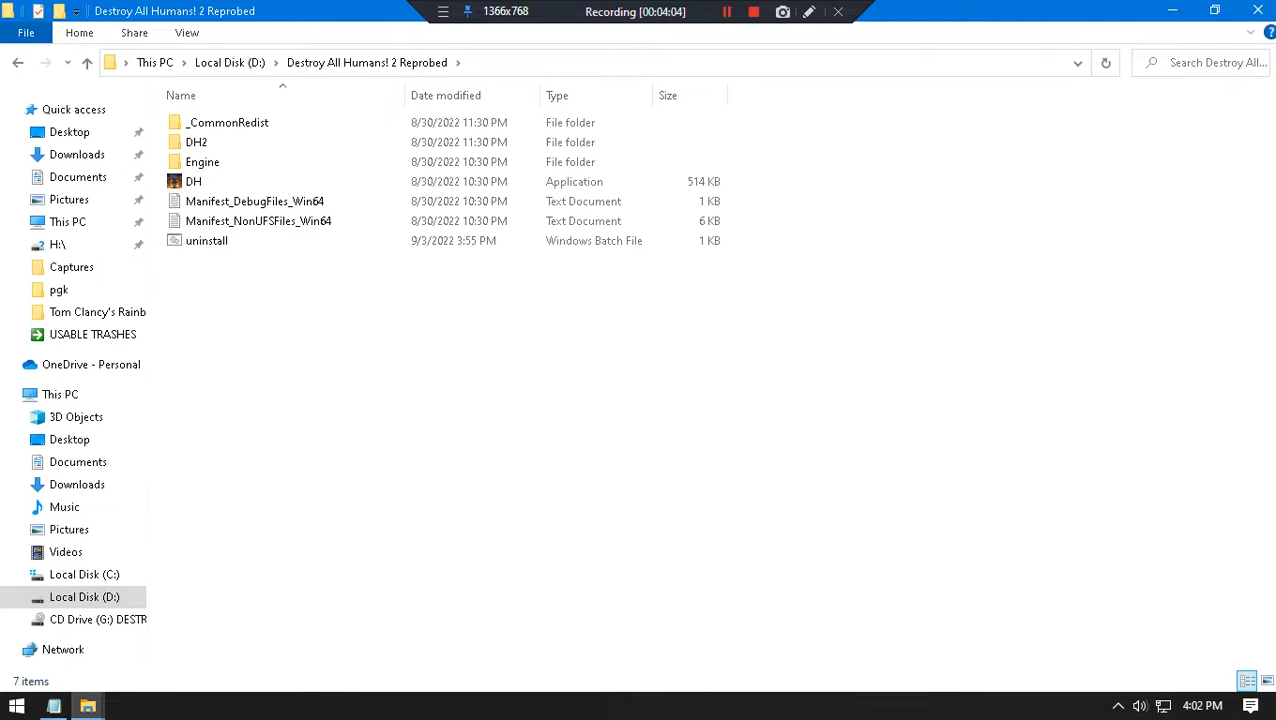 Destroy All Humans! 2 Reprobed
1366x768 Recording [00:04:04]
File Home Share View
This PC Local Disk (D:) Destroy All Humans! 2 Reprobed
Search Destroy All...
Name Date modified Type Size
_CommonRedist 8/30/2022 11:30 PM File folder
DH2 8/30/2022 11:30 PM File folder
Engine 8/30/2022 10:30 PM File folder
DH 8/30/2022 10:30 PM Application 514 KB
Manifest_DebugFiles_Win64 8/30/2022 10:30 PM Text Document 1 KB
Manifest_NonUFSFiles_Win64 8/30/2022 10:30 PM Text Document 6 KB
uninstall 9/3/2022 3:55 PM Windows Batch File 1 KB
Quick access
Desktop
Downloads
Documents
Pictures
This PC
H:\
Captures
pgk
Tom Clancy's Rainb
USABLE TRASHES
OneDrive - Personal
This PC
3D Objects
Desktop
Documents
Downloads
Music
Pictures
Videos
Local Disk (C:)
Local Disk (D:)
CD Drive (G:) DESTR
Network
7 items
4:02 PM